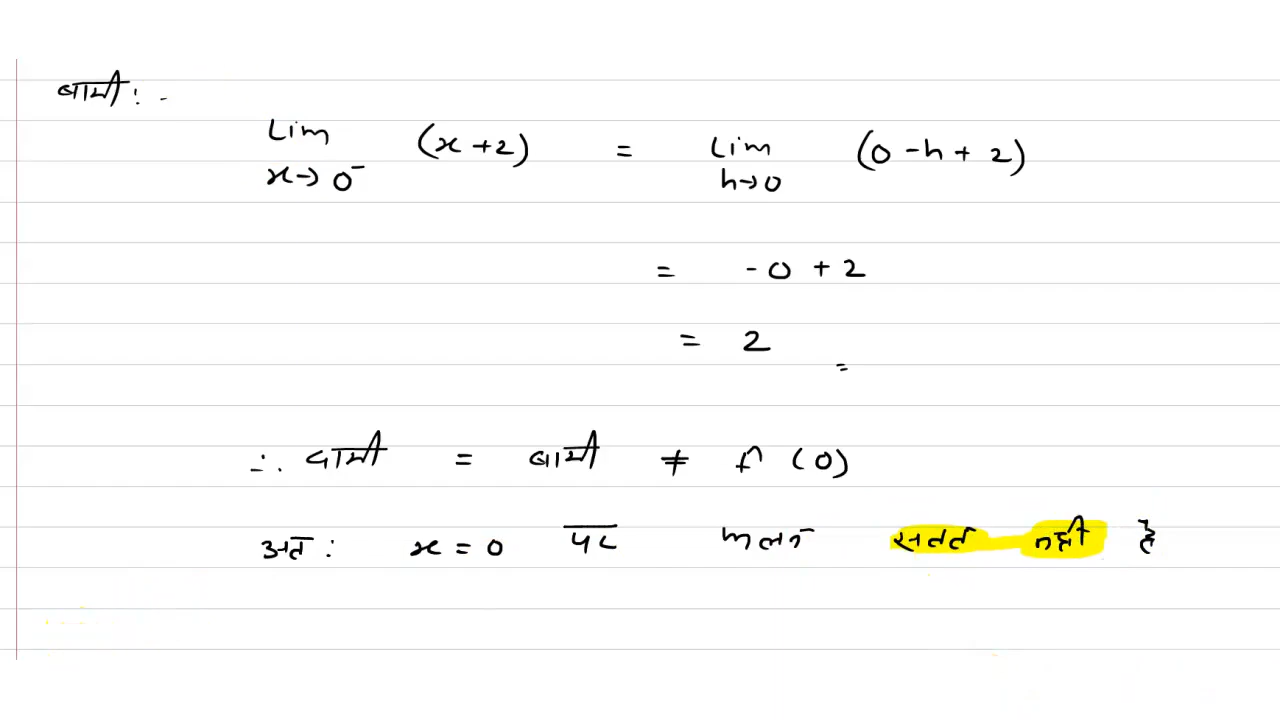 बायी : -
Lim x→0⁻ (x+2) = Lim h→0 (0-h+2)
= -0+2
= 2
∴ दायी = बायी ≠ f(0)
अत : x=0 पर फलन सतत नही है